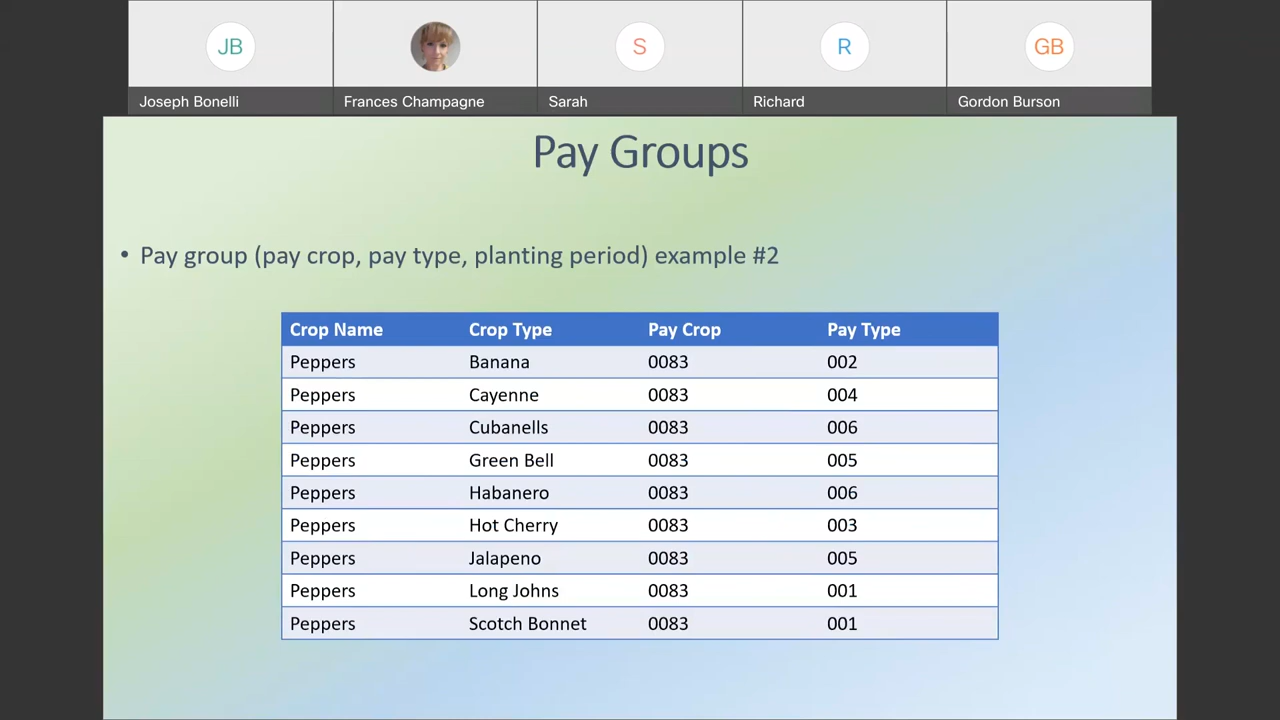 JB S R GB
Joseph Bonelli Frances Champagne Sarah Richard Gordon Burson
Pay Groups
• Pay group (pay crop, pay type, planting period) example #2
Crop Name Crop Type Pay Crop Pay Type
Peppers Banana 0083 002
Peppers Cayenne 0083 004
Peppers Cubanells 0083 006
Peppers Green Bell 0083 005
Peppers Habanero 0083 006
Peppers Hot Cherry 0083 003
Peppers Jalapeno 0083 005
Peppers Long Johns 0083 001
Peppers Scotch Bonnet 0083 001